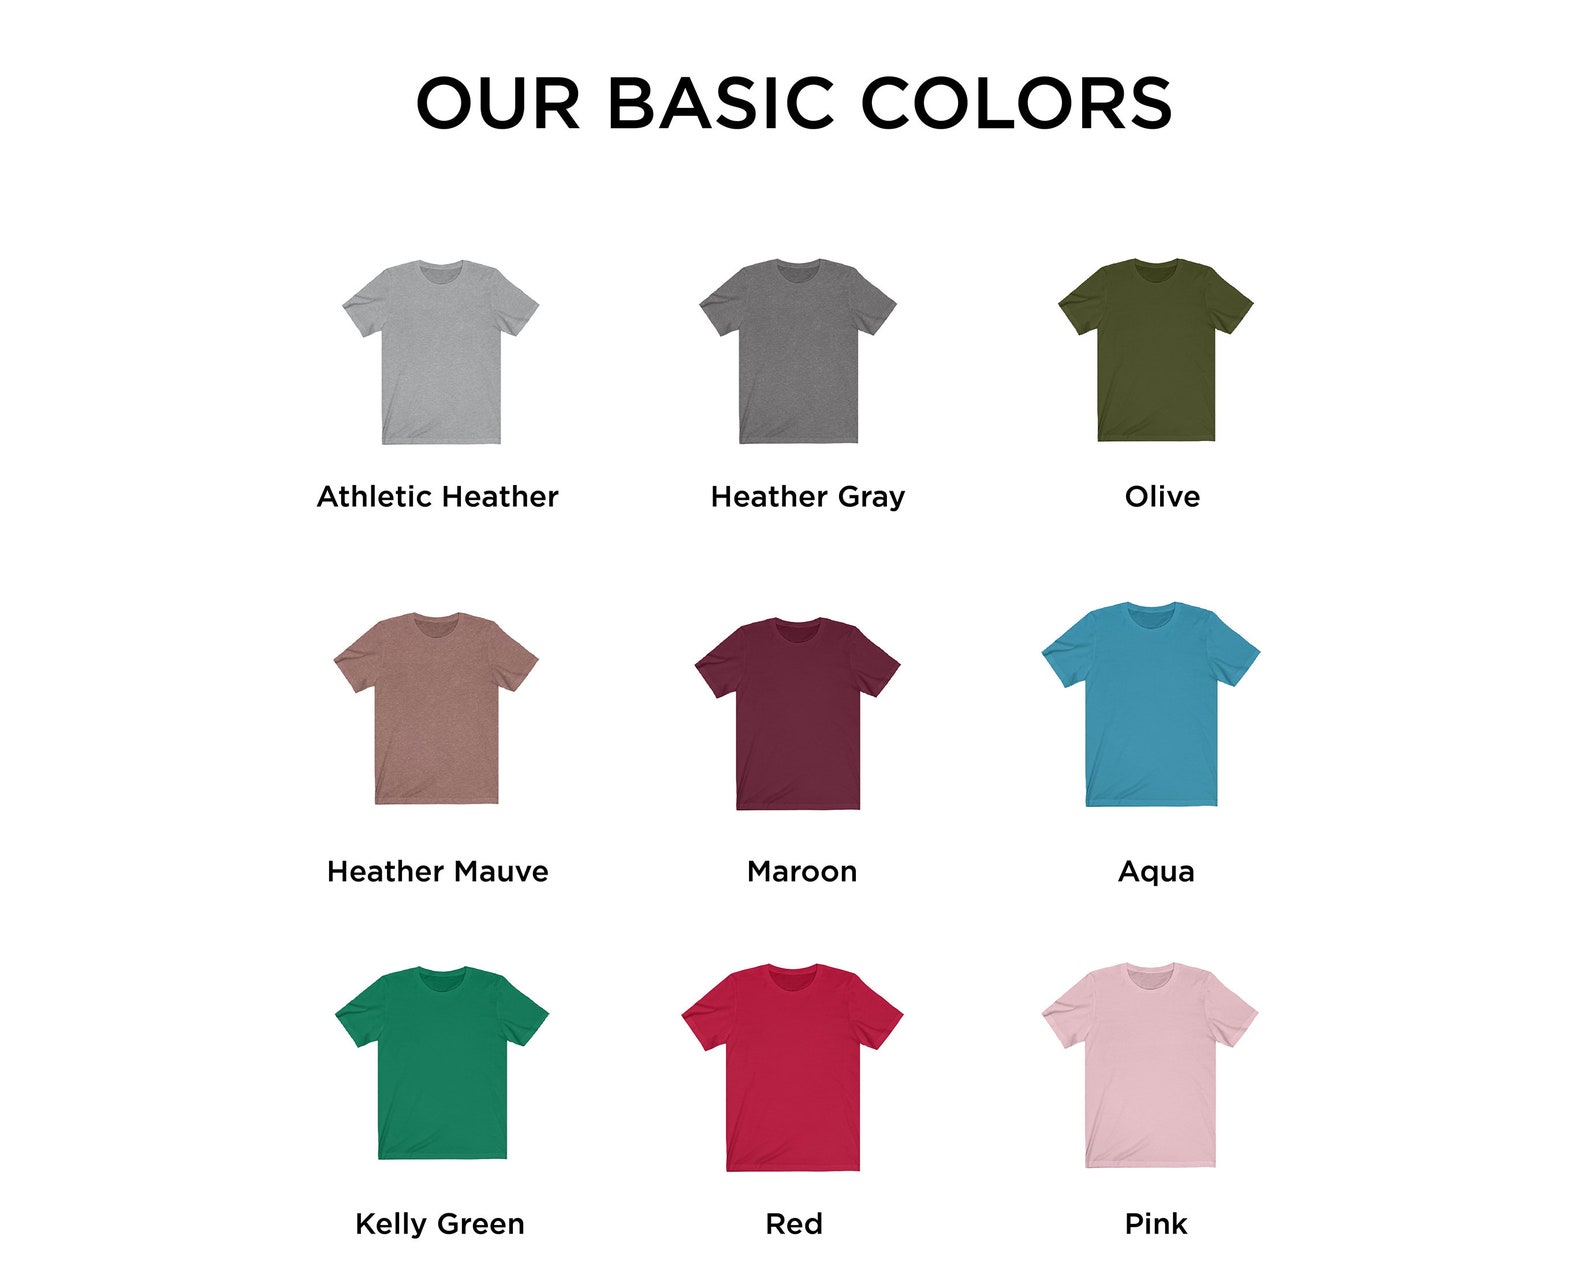 OUR BASIC COLORS
Athletic Heather
Heather Gray
Olive
Heather Mauve
Maroon
Aqua
Kelly Green
Red
Pink